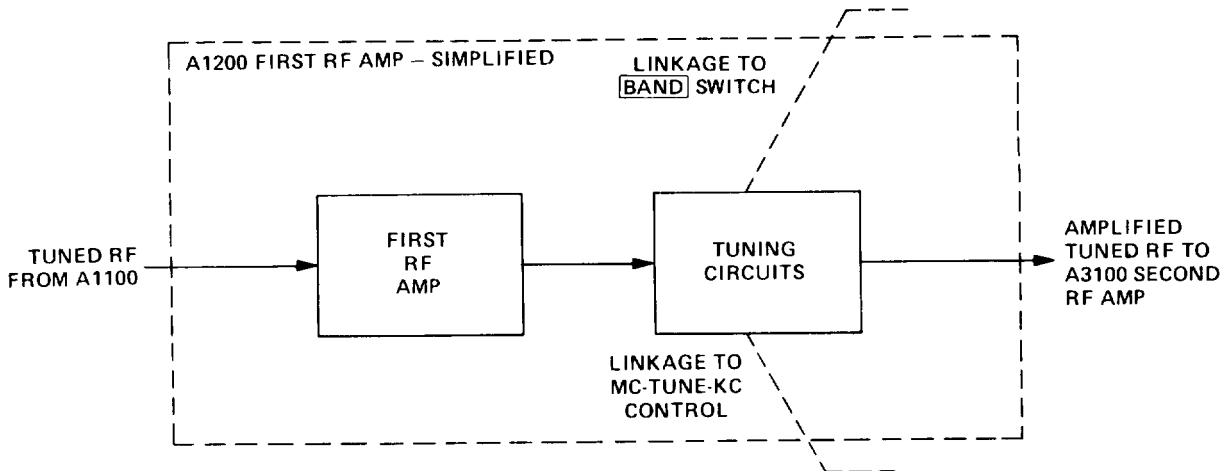 A1200 FIRST RF AMP – SIMPLIFIED
LINKAGE TO
BAND SWITCH
TUNED RF
FROM A1100
FIRST
RF
AMP
TUNING
CIRCUITS
AMPLIFIED
TUNED RF TO
A3100 SECOND
RF AMP
LINKAGE TO
MC-TUNE-KC
CONTROL